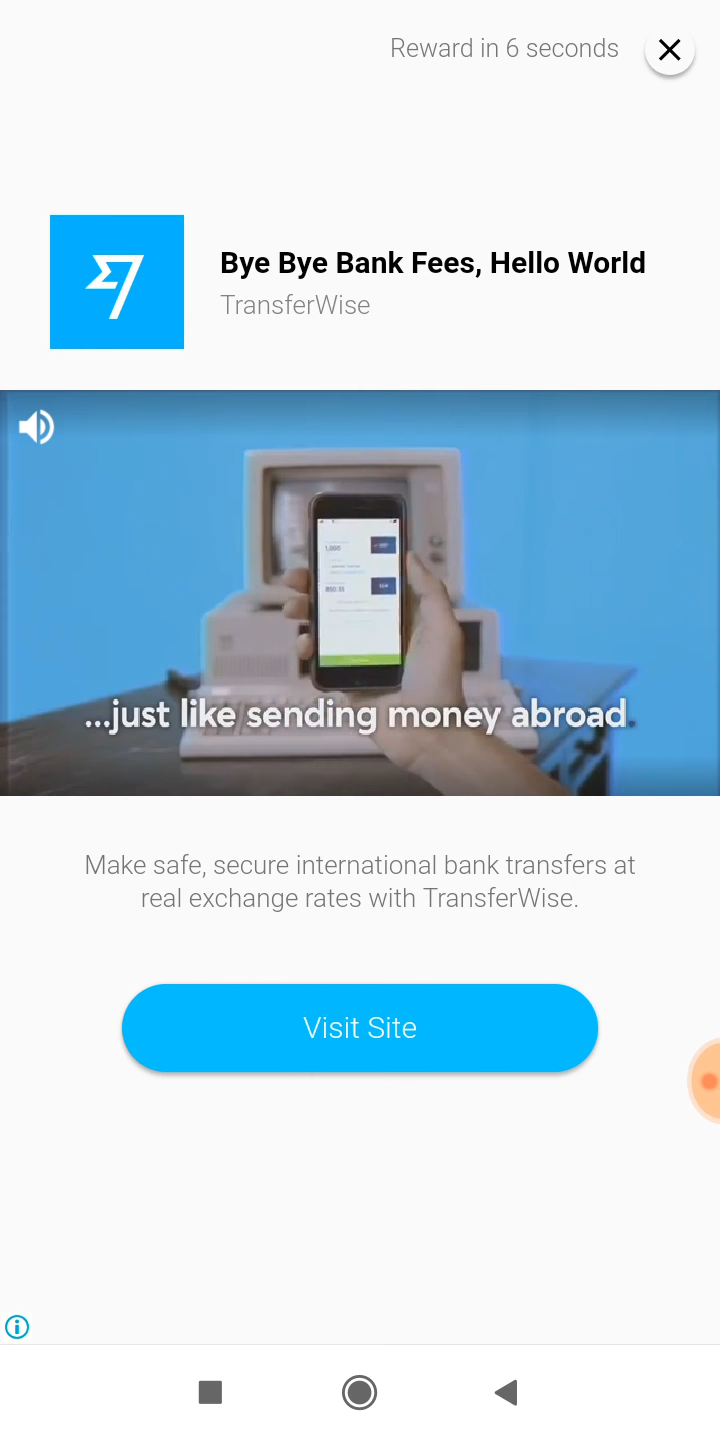 Reward in 6 seconds
Bye Bye Bank Fees, Hello World
TransferWise
...just like sending money abroad.
Make safe, secure international bank transfers at
real exchange rates with TransferWise.
Visit Site